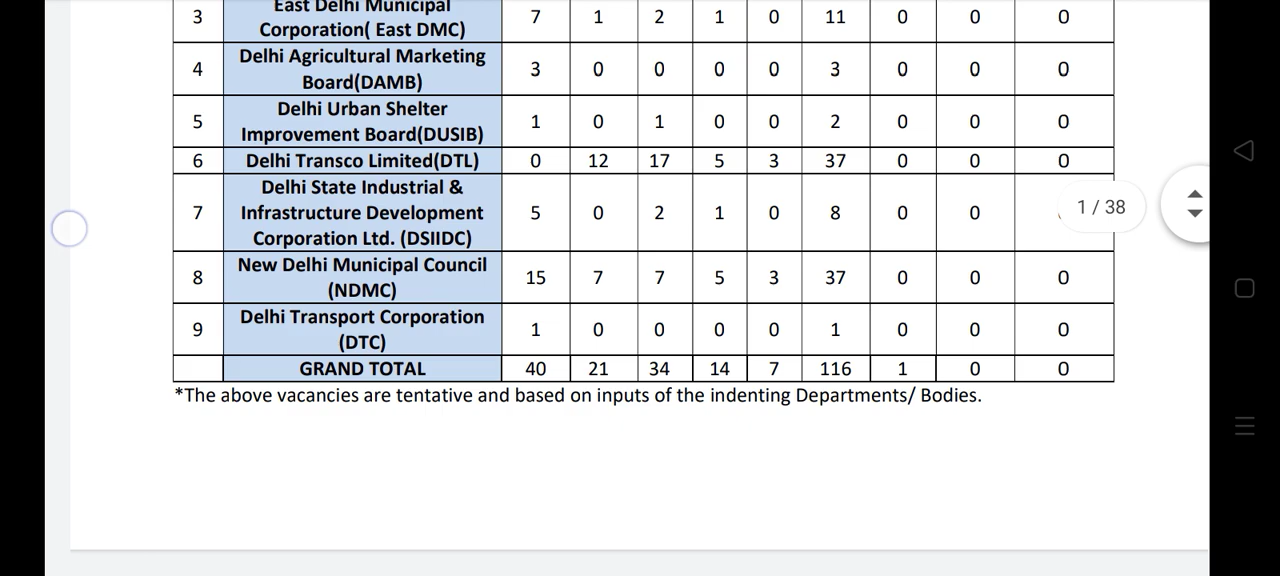 3 East Delhi Municipal Corporation( East DMC) 7 1 2 1 0 11 0 0 0
4 Delhi Agricultural Marketing Board(DAMB) 3 0 0 0 0 3 0 0 0
5 Delhi Urban Shelter Improvement Board(DUSIB) 1 0 1 0 0 2 0 0 0
6 Delhi Transco Limited(DTL) 0 12 17 5 3 37 0 0 0
7 Delhi State Industrial & Infrastructure Development Corporation Ltd. (DSIIDC) 5 0 2 1 0 8 0 0
1 / 38
8 New Delhi Municipal Council (NDMC) 15 7 7 5 3 37 0 0 0
9 Delhi Transport Corporation (DTC) 1 0 0 0 0 1 0 0 0
GRAND TOTAL 40 21 34 14 7 116 1 0 0
*The above vacancies are tentative and based on inputs of the indenting Departments/ Bodies.